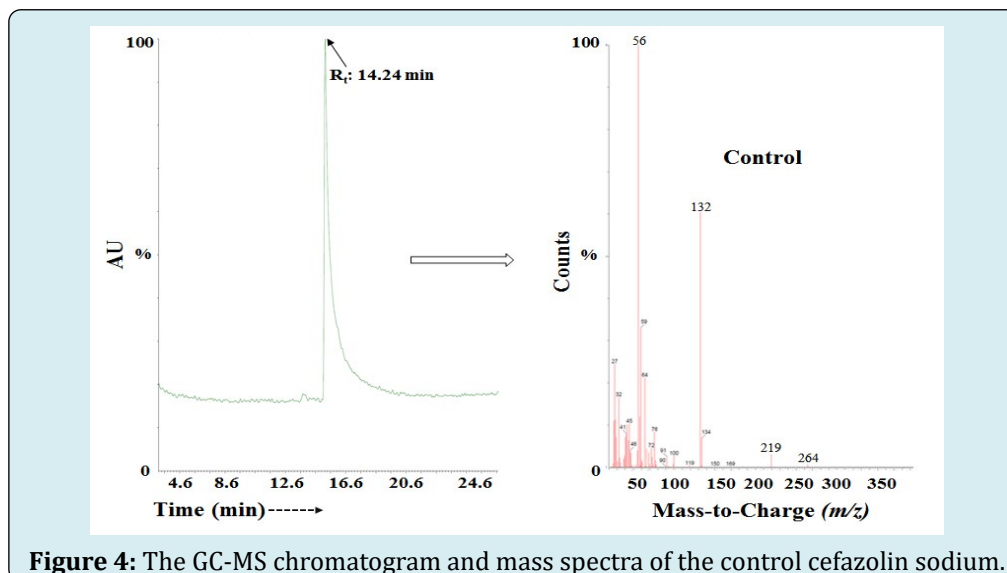 100
R_t: 14.24 min
%
AU
0
4.6 8.6 12.6 16.6 20.6 24.6
Time (min) ------➤
100
56
Control
132
%
Counts
59
27
64
32
45
41
46
76
72
134
91
100
90
119
150
169
219
264
0
50 100 150 200 250 300 350
Mass-to-Charge (m/z)
Figure 4: The GC-MS chromatogram and mass spectra of the control cefazolin sodium.